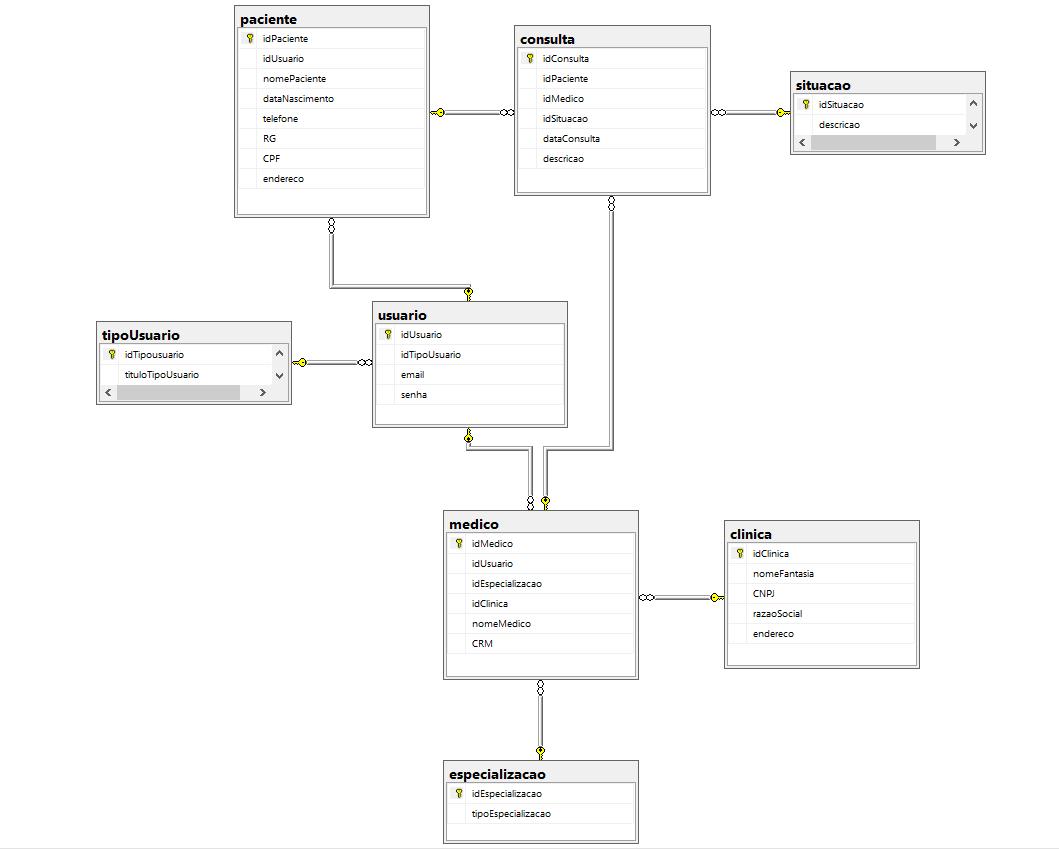 paciente
idPaciente
idUsuario
nomePaciente
dataNascimento
telefone
RG
CPF
endereco
consulta
idConsulta
idPaciente
idMedico
idSituacao
dataConsulta
descricao
situacao
idSituacao
descricao
tipoUsuario
idTipousuario
tituloTipoUsuario
usuario
idUsuario
idTipoUsuario
email
senha
medico
idMedico
idUsuario
idEspecializacao
idClinica
nomeMedico
CRM
clinica
idClinica
nomeFantasia
CNPJ
razaoSocial
endereco
especializacao
idEspecializacao
tipoEspecializacao